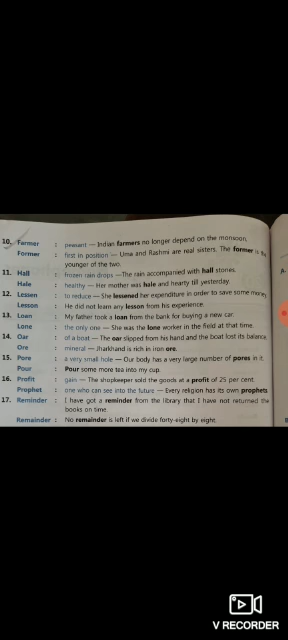 10. Farmer : peasant — Indian farmers no longer depend on the monsoon.
Former : first in position — Uma and Rashmi are real sisters. The former is the
younger of the two.
11. Hall : frozen rain drops —The rain accompanied with hall stones.
Hale : healthy — Her mother was hale and hearty till yesterday.
12. Lessen : to reduce — She lessened her expenditure in order to save some money
Lesson : He did not learn any lesson from his experience.
13. Loan : My father took a loan from the bank for buying a new car.
Lone : the only one — She was the lone worker in the field at that time.
14. Oar : of a boat — The oar slipped from his hand and the boat lost its balance.
Ore : mineral — Jharkhand is rich in iron ore.
15. Pore : a very small hole — Our body has a very large number of pores in it.
Pour : Pour some more tea into my cup.
16. Profit : gain — The shopkeeper sold the goods at a profit of 25 per cent.
Prophet : one who can see into the future — Every religion has its own prophets
17. Reminder : I have got a reminder from the library that I have not returned the
books on time.
Remainder : No remainder is left if we divide forty-eight by eight.
V RECORDER